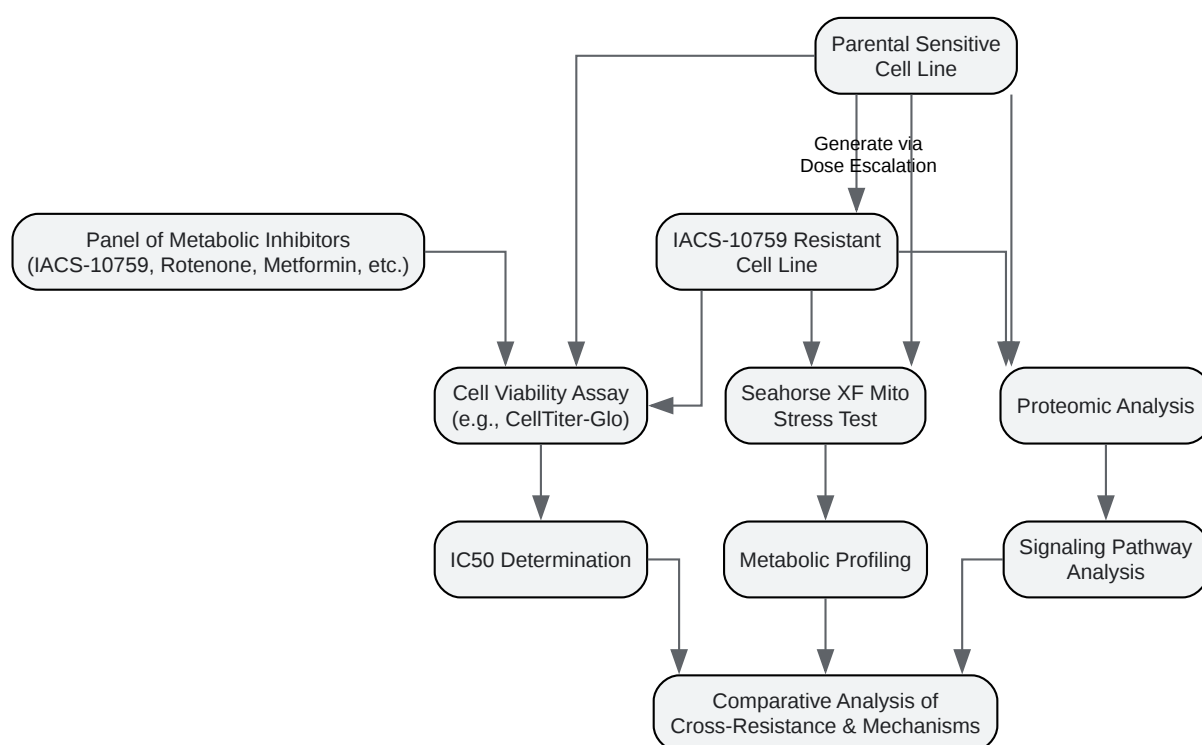 Parental Sensitive
Cell Line
Generate via
Dose Escalation
Panel of Metabolic Inhibitors
(IACS-10759, Rotenone, Metformin, etc.)
IACS-10759 Resistant
Cell Line
Cell Viability Assay
(e.g., CellTiter-Glo)
Seahorse XF Mito
Stress Test
Proteomic Analysis
IC50 Determination
Metabolic Profiling
Signaling Pathway
Analysis
Comparative Analysis of
Cross-Resistance & Mechanisms